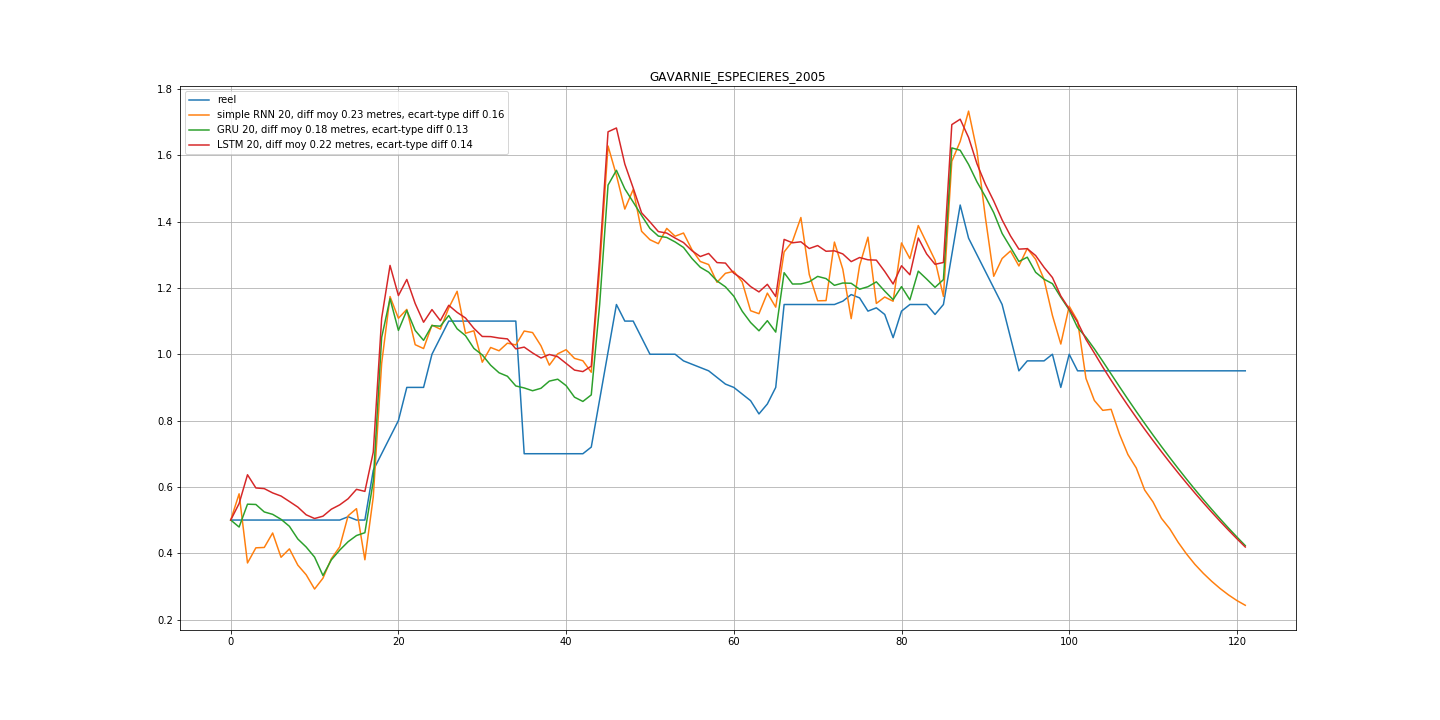 GAVARNIE_ESPECIERES_2005
1.8
1.6
1.4
1.2
1.0
0.8
0.6
0.4
0.2
reel
simple RNN 20, diff moy 0.23 metres, ecart-type diff 0.16
GRU 20, diff moy 0.18 metres, ecart-type diff 0.13
LSTM 20, diff moy 0.22 metres, ecart-type diff 0.14
0 20 40 60 80 100 120